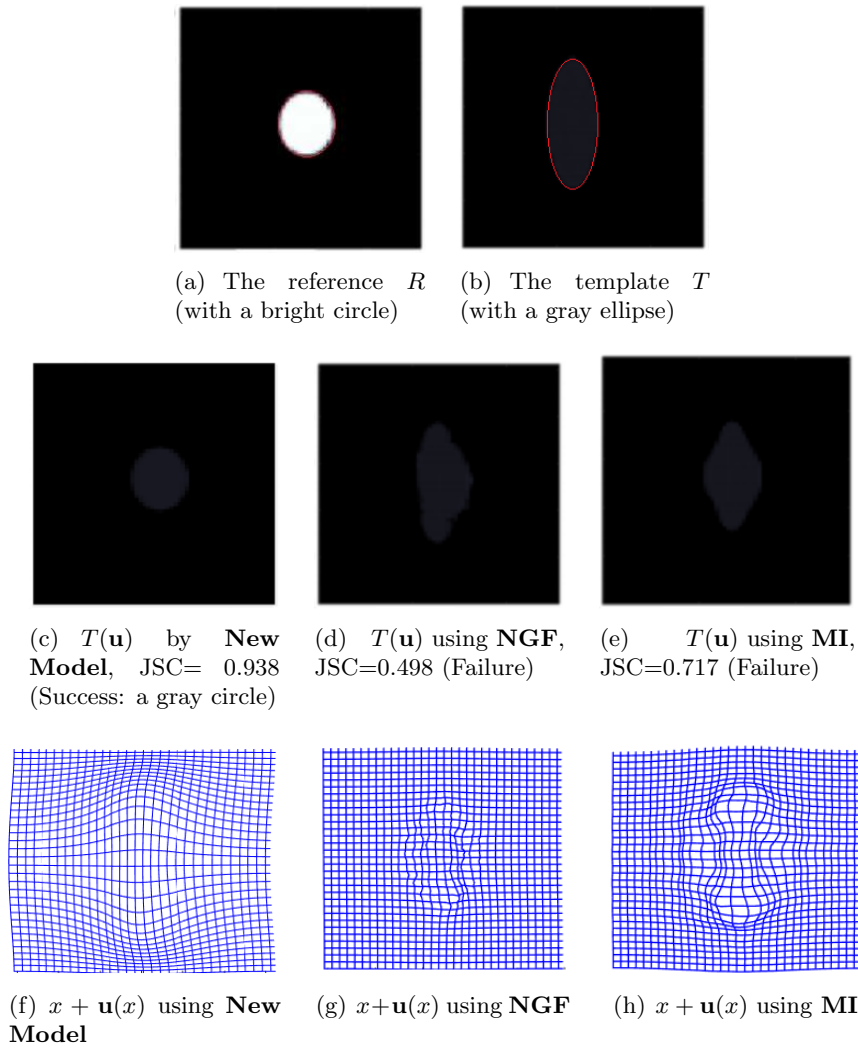 (a) The reference R
(with a bright circle)
(b) The template T
(with a gray ellipse)
(c) T(u) by New
Model, JSC= 0.938
(Success: a gray circle)
(d) T(u) using NGF,
JSC=0.498 (Failure)
(e) T(u) using MI,
JSC=0.717 (Failure)
(f) x + u(x) using New
Model
(g) x+u(x) using NGF
(h) x + u(x) using MI